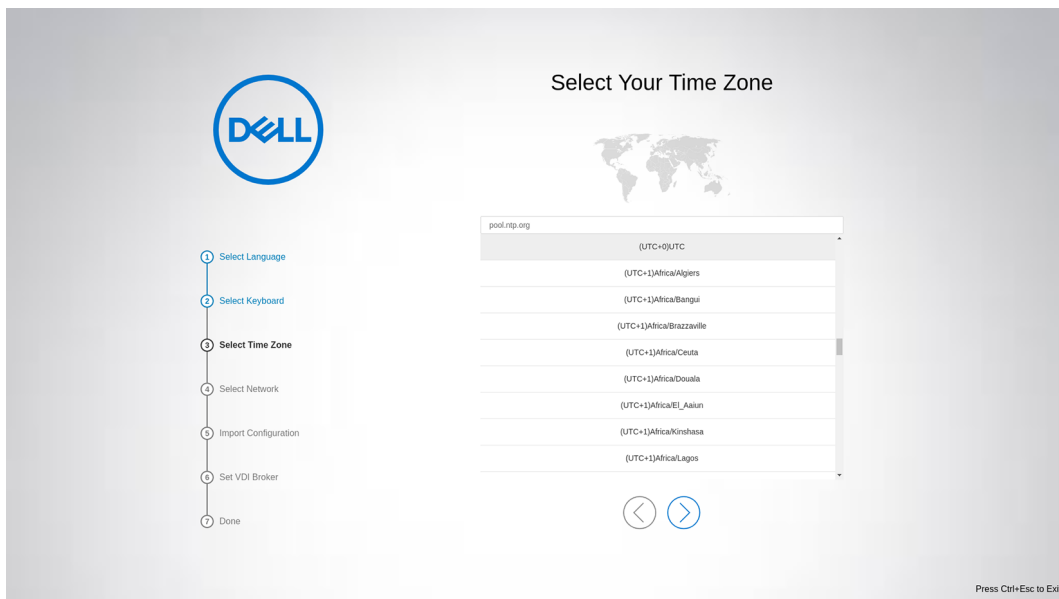 DELL
Select Your Time Zone
pool.ntp.org
(UTC+0)UTC
(UTC+1)Africa/Algiers
(UTC+1)Africa/Bangui
(UTC+1)Africa/Brazzaville
(UTC+1)Africa/Ceuta
(UTC+1)Africa/Douala
(UTC+1)Africa/El_Aaiun
(UTC+1)Africa/Kinshasa
(UTC+1)Africa/Lagos
1 Select Language
2 Select Keyboard
3 Select Time Zone
4 Select Network
5 Import Configuration
6 Set VDI Broker
7 Done
Press Ctrl+Esc to Exi